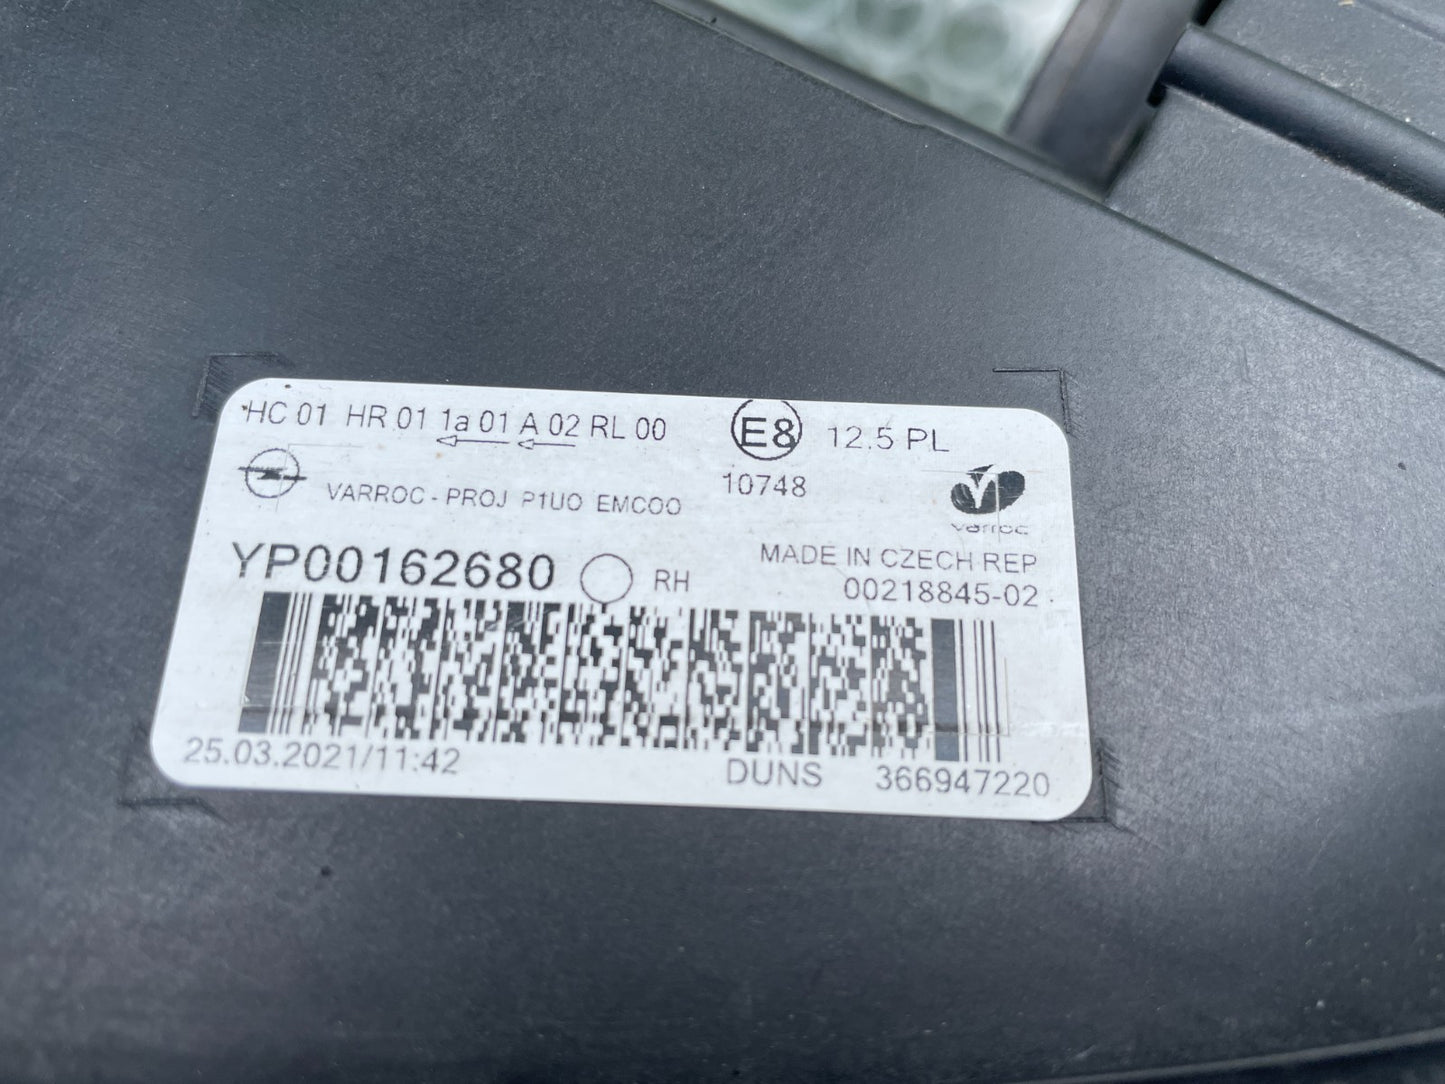 HC 01 HR 01 1a 01 A 02 RL 00
E8
12.5 PL
10748
VARROC - PROJ P1UO EMCOO
varroc
YP00162680 RH
MADE IN CZECH REP
00218845-02
25.03.2021/11:42
DUNS 366947220